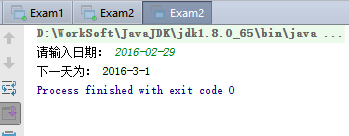 Exam1 Exam2 Exam2
D:\WorkSoft\JavaJDK\jdk1.8.0_65\bin\java ...
请输入日期: 2016-02-29
下一天为: 2016-3-1
Process finished with exit code 0